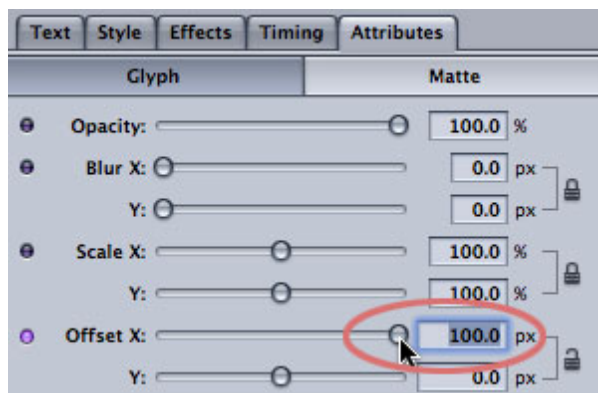 Text Style Effects Timing Attributes
Glyph Matte
Opacity: 100.0 %
Blur X: 0.0 px
Y: 0.0 px
Scale X: 100.0 %
Y: 100.0 %
Offset X: 100.0 px
Y: 0.0 px